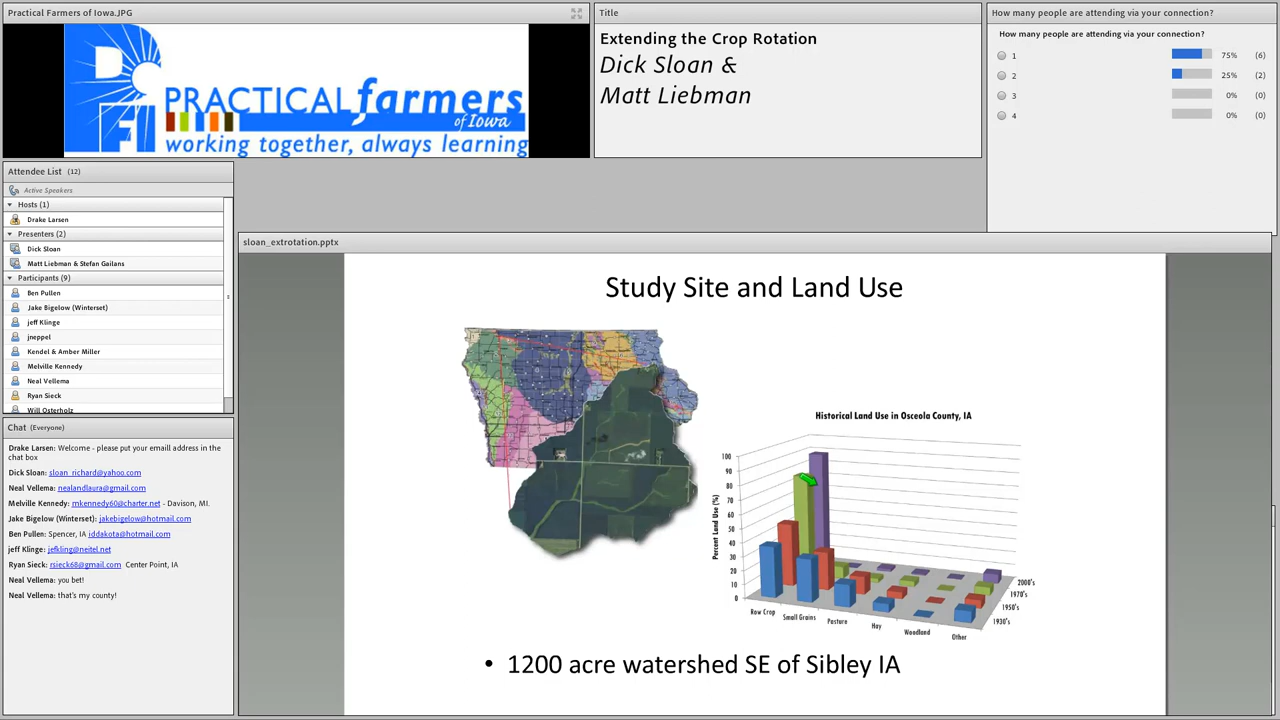 Practical Farmers of Iowa.JPG
PRACTICAL farmers
of Iowa
working together, always learning
Title
Extending the Crop Rotation
Dick Sloan &
Matt Liebman
How many people are attending via your connection?
How many people are attending via your connection?
1 75% (6)
2 25% (2)
3 0% (0)
4 0% (0)
Attendee List (12)
Active Speakers
Hosts (1)
Drake Larsen
Presenters (2)
Dick Sloan
Matt Liebman & Stefan Gailans
Participants (9)
Ben Pullen
Jake Bigelow (Winterset)
jeff Klinge
jneppel
Kendel & Amber Miller
Melville Kennedy
Neal Vellema
Ryan Sieck
Will Osterholz
Chat (Everyone)
Drake Larsen: Welcome - please put your emaill address in the
chat box
Dick Sloan: sloan_richard@yahoo.com
Neal Vellema: nealandlaura@gmail.com
Melville Kennedy: mkennedy60@charter.net - Davison, MI.
Jake Bigelow (Winterset): jakebigelow@hotmail.com
Ben Pullen: Spencer, IA iddakota@hotmail.com
jeff Klinge: jefkling@neitel.net
Ryan Sieck: rsieck68@gmail.com Center Point, IA
Neal Vellema: you bet!
Neal Vellema: that's my county!
sloan_extrotation.pptx
Study Site and Land Use
Historical Land Use in Osceola County, IA
Percent Land Use (%)
100
90
80
70
60
50
40
30
20
10
0
Row Crop
Small Grains
Pasture
Hay
Woodland
Other
2000's
1970's
1950's
1930's
• 1200 acre watershed SE of Sibley IA